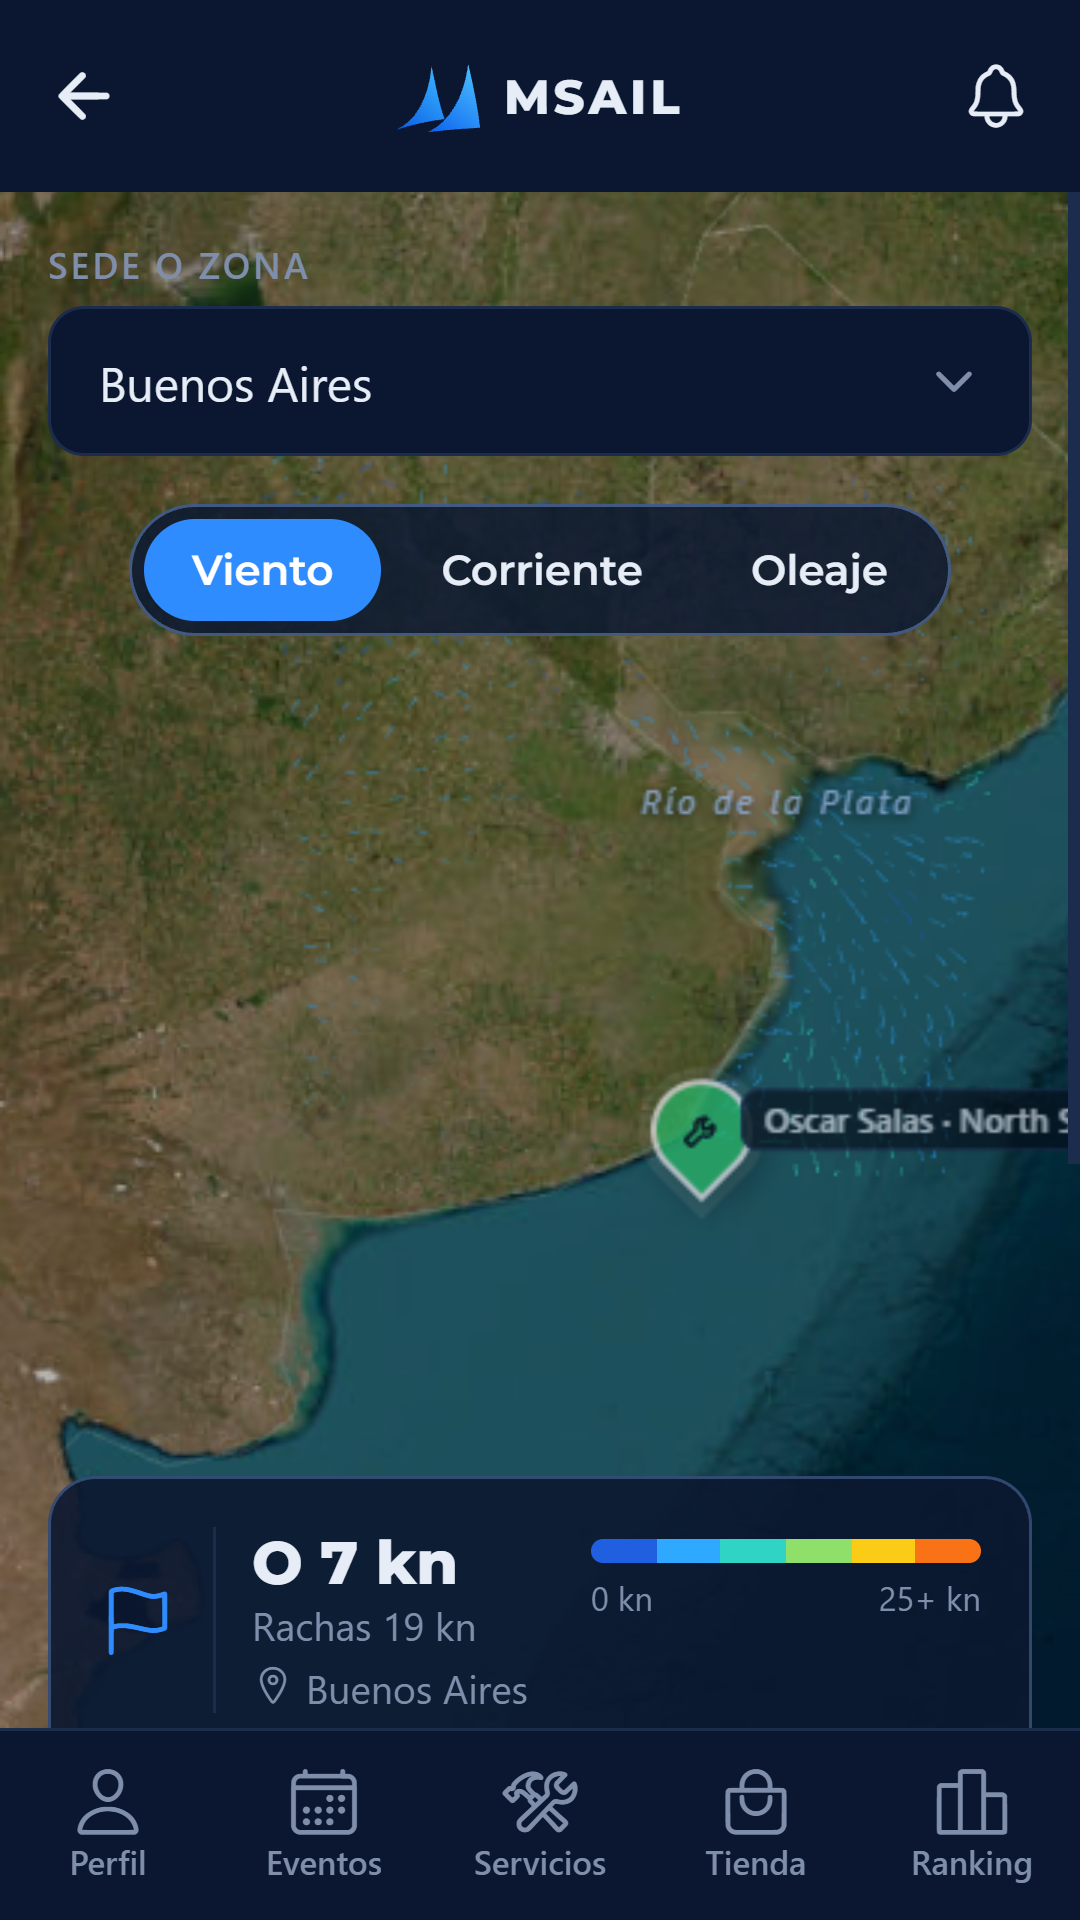 MSAIL
SEDE O ZONA
Buenos Aires
Viento
Corriente
Oleaje
Río de la Plata
Oscar Salas · North S
O 7 kn
0 kn
25+ kn
Rachas 19 kn
Buenos Aires
Perfil
Eventos
Servicios
Tienda
Ranking